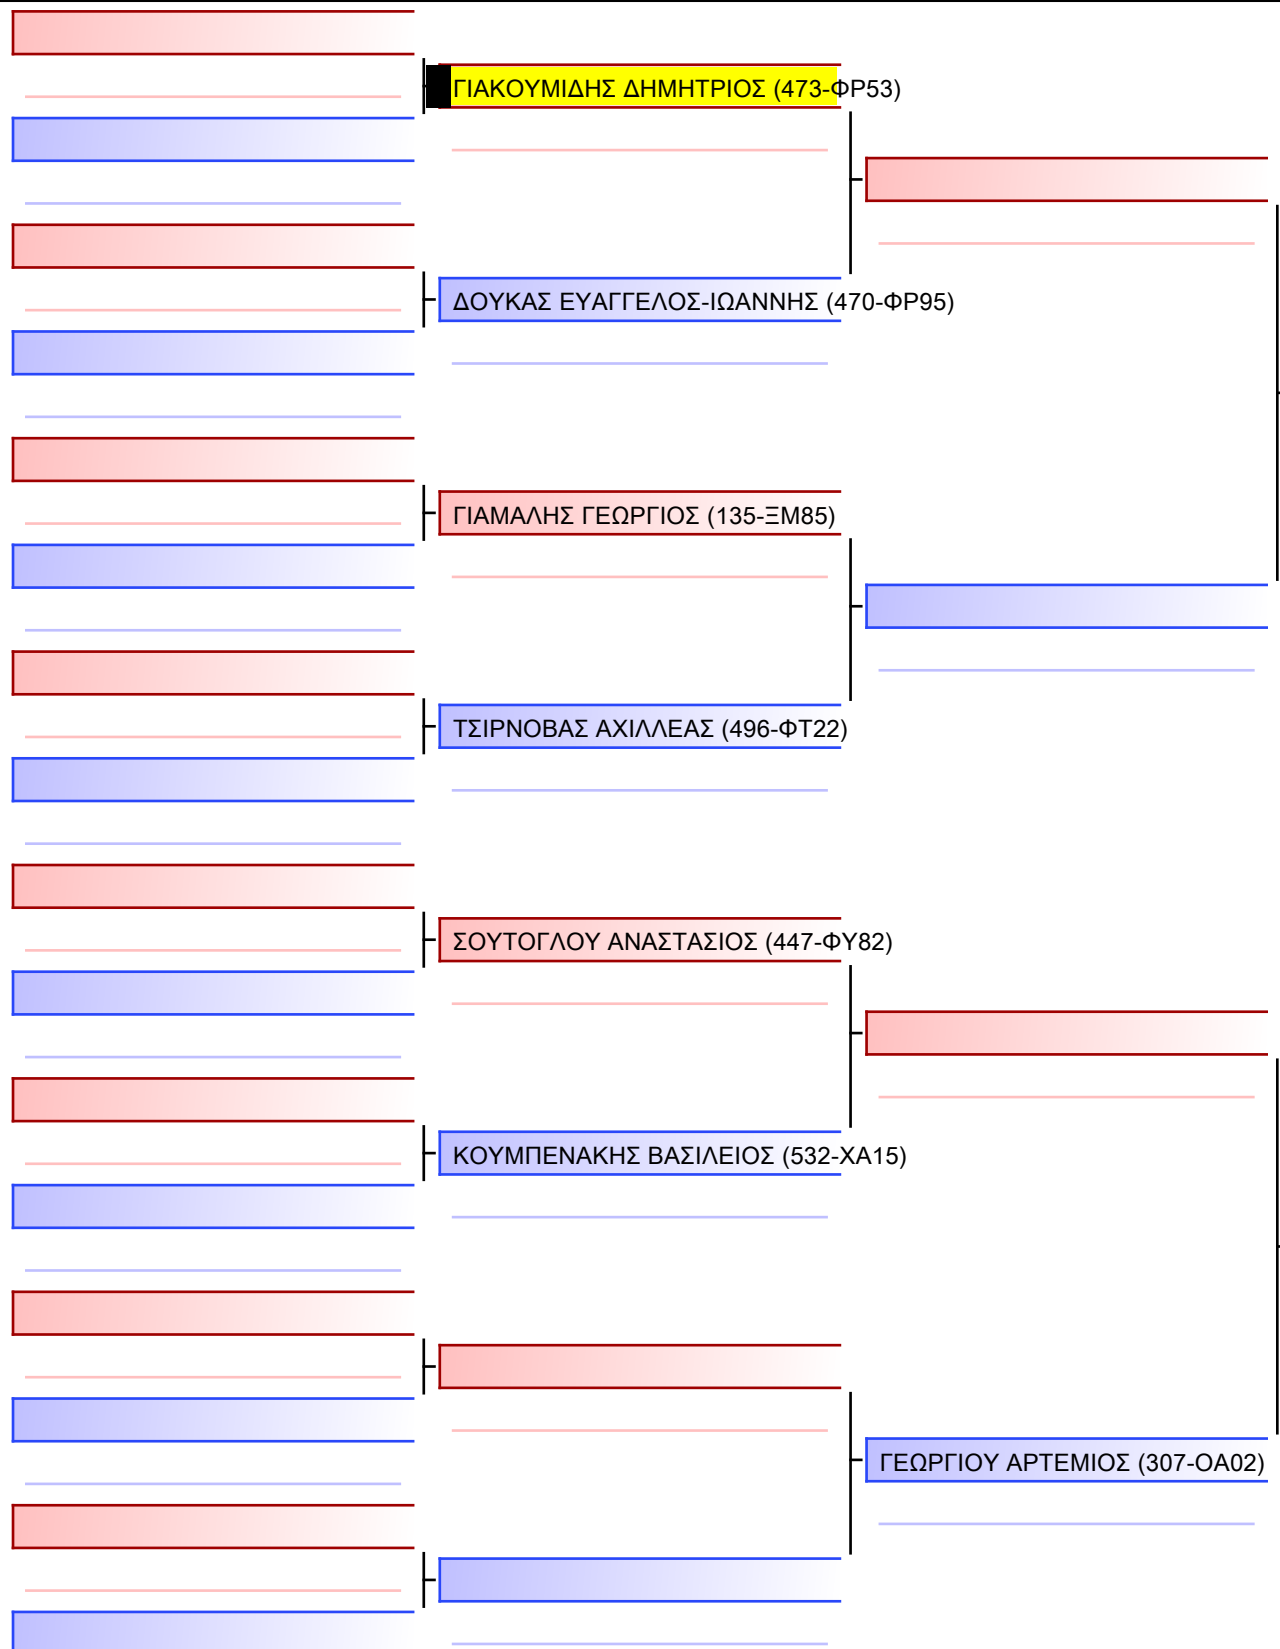 ΓΙΑΚΟΥΜΙΔΗΣ ΔΗΜΗΤΡΙΟΣ (473-ΦΡ53)
ΔΟΥΚΑΣ ΕΥΑΓΓΕΛΟΣ-ΙΩΑΝΝΗΣ (470-ΦΡ95)
ΓΙΑΜΑΛΗΣ ΓΕΩΡΓΙΟΣ (135-ΞΜ85)
ΤΣΙΡΝΟΒΑΣ ΑΧΙΛΛΕΑΣ (496-ΦΤ22)
ΣΟΥΤΟΓΛΟΥ ΑΝΑΣΤΑΣΙΟΣ (447-ΦΥ82)
ΚΟΥΜΠΕΝΑΚΗΣ ΒΑΣΙΛΕΙΟΣ (532-ΧΑ15)
ΓΕΩΡΓΙΟΥ ΑΡΤΕΜΙΟΣ (307-ΟΑ02)